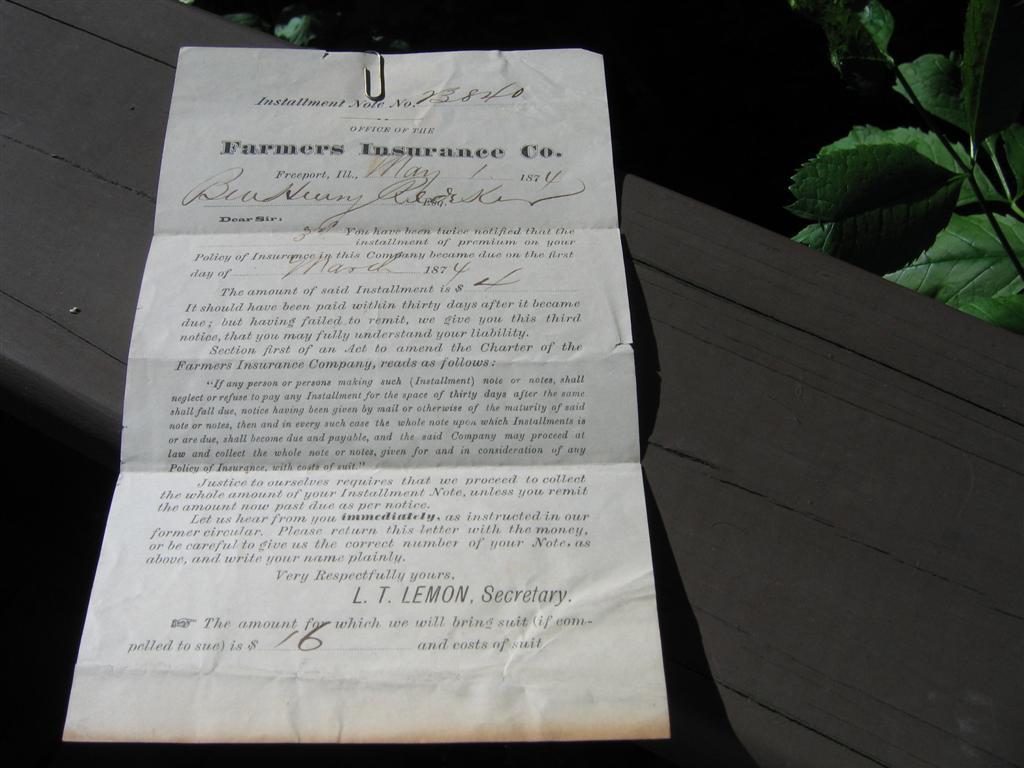 Installment Note No. 23840
OFFICE OF THE
Farmers Insurance Co.
Freeport, Ill., May 1 1874
Henry ESQ.
Dear Sir:
3d You have been twice notified that the
installment of premium on your
Policy of Insurance in this Company became due on the first
day of March 1874
The amount of said Installment is $ 4
It should have been paid within thirty days after it became
due; but having failed to remit, we give you this third
notice, that you may fully understand your liability.
Section first of an Act to amend the Charter of the
Farmers Insurance Company, reads as follows:
"If any person or persons making such (Installment) note or notes, shall
neglect or refuse to pay any Installment for the space of thirty days after the same
shall fall due, notice having been given by mail or otherwise of the maturity of said
note or notes, then and in every such case the whole note upon which Installments is
or are due, shall become due and payable, and the said Company may proceed at
law and collect the whole note or notes, given for and in consideration of any
Policy of Insurance, with costs of suit."
Justice to ourselves requires that we proceed to collect
the whole amount of your Installment Note, unless you remit
the amount now past due as per notice.
Let us hear from you immediately, as instructed in our
former circular. Please return this letter with the money,
or be careful to give us the correct number of your Note, as
above, and write your name plainly.
Very Respectfully yours,
L. T. LEMON, Secretary.
☞ The amount for which we will bring suit (if com-
pelled to sue) is $ 16 and costs of suit